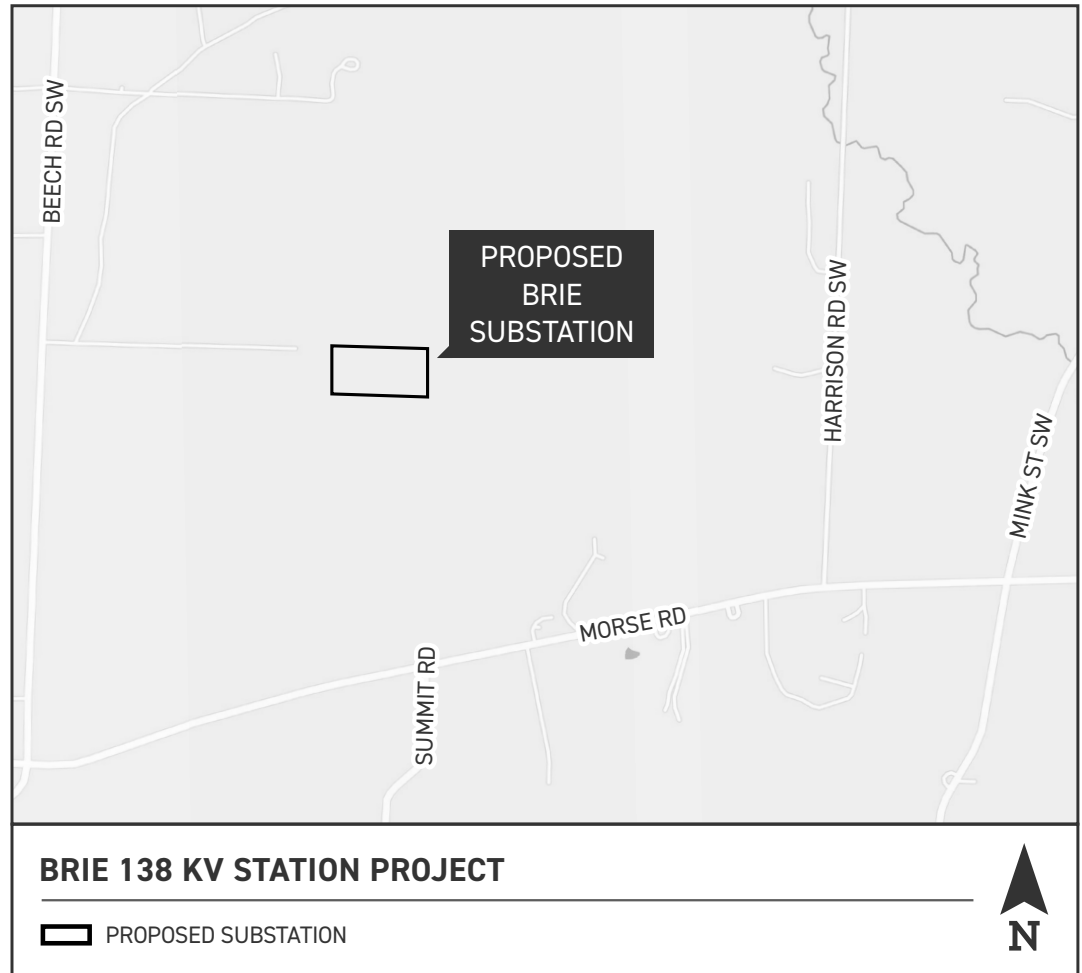 BEECH RD SW
PROPOSED
BRIE
SUBSTATION
HARRISON RD SW
MINK ST SW
MORSE RD
SUMMIT RD
BRIE 138 KV STATION PROJECT
PROPOSED SUBSTATION
N